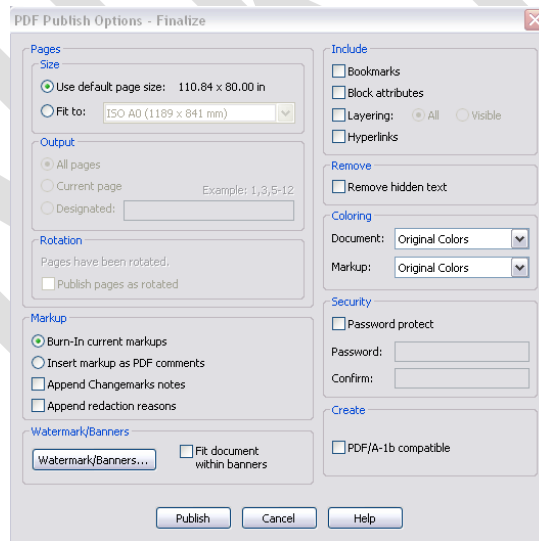 PDF Publish Options - Finalize
Pages
Size
Use default page size: 110.84 x 80.00 in
Fit to: ISO A0 (1189 x 841 mm)
Output
All pages
Current page
Example: 1,3,5-12
Designated:
Rotation
Pages have been rotated.
Publish pages as rotated
Markup
Burn-In current markups
Insert markup as PDF comments
Append Changemarks notes
Append redaction reasons
Watermark/Banners
Watermark/Banners...
Fit document
within banners
Include
Bookmarks
Block attributes
Layering: All Visible
Hyperlinks
Remove
Remove hidden text
Coloring
Document: Original Colors
Markup: Original Colors
Security
Password protect
Password:
Confirm:
Create
PDF/A-1b compatible
Publish Cancel Help